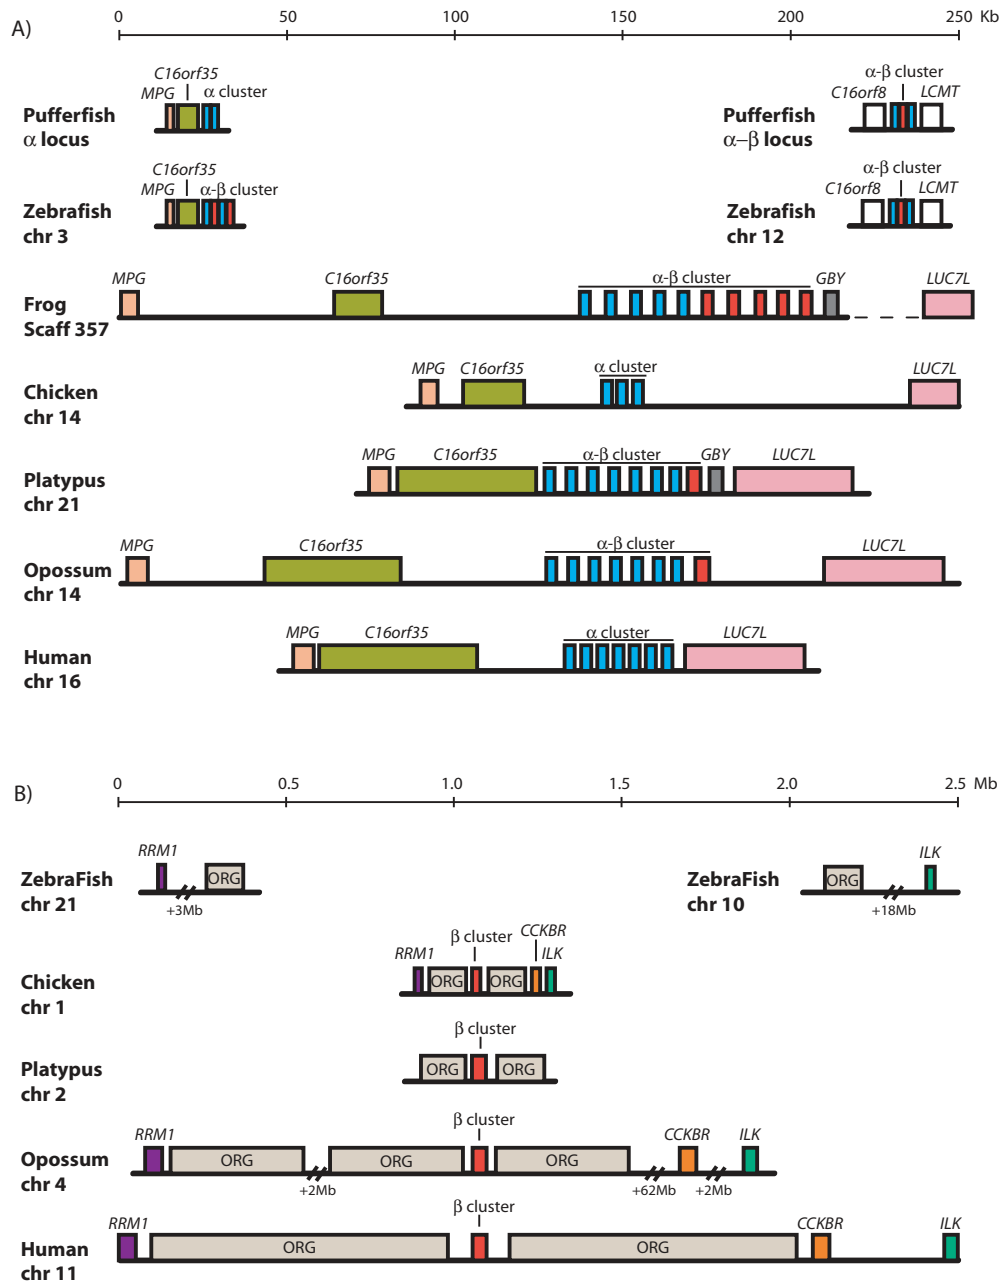 A)
0 50 100 150 200 250 Kb
C16orf35
MPG α cluster
Pufferfish
α locus
α-β cluster
C16orf8 LCMT
Pufferfish
α–β locus
C16orf35
MPG α-β cluster
Zebrafish
chr 3
α-β cluster
C16orf8 LCMT
Zebrafish
chr 12
MPG C16orf35 α-β cluster GBY LUC7L
Frog
Scaff 357
MPG C16orf35 α cluster LUC7L
Chicken
chr 14
MPG C16orf35 α-β cluster GBY LUC7L
Platypus
chr 21
MPG C16orf35 α-β cluster LUC7L
Opossum
chr 14
MPG C16orf35 α cluster LUC7L
Human
chr 16
B)
0 0.5 1.0 1.5 2.0 2.5 Mb
RRM1
ZebraFish
chr 21
ORG
+3Mb
ILK
ZebraFish
chr 10
ORG
+18Mb
β cluster CCKBR
RRM1 ILK
Chicken
chr 1
ORG ORG
β cluster
Platypus
chr 2
ORG ORG
β cluster
RRM1 CCKBR ILK
Opossum
chr 4
ORG ORG ORG
+2Mb +62Mb +2Mb
β cluster
RRM1 CCKBR ILK
Human
chr 11
ORG ORG